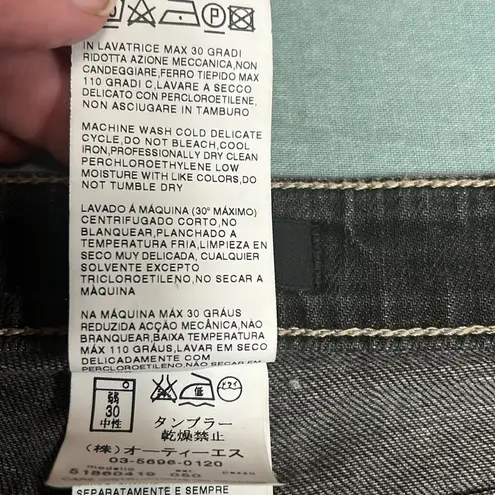 IN LAVATRICE MAX 30 GRADI
RIDOTTA AZIONE MECCANICA,NON
CANDEGGIARE,FERRO TIEPIDO MAX
110 GRADI C,LAVARE A SECCO
DELICATO CON PERCLOROETILENE,
NON ASCIUGARE IN TAMBURO
MACHINE WASH COLD DELICATE
CYCLE,DO NOT BLEACH,COOL
IRON,PROFESSIONALLY DRY CLEAN
PERCHLOROETHYLENE LOW
MOISTURE WITH LIKE COLORS,DO
NOT TUMBLE DRY
LAVADO Á MÁQUINA (30° MÁXIMO)
CENTRIFUGADO CORTO,NO
BLANQUEAR,PLANCHADO A
TEMPERATURA FRIA,LIMPIEZA EN
SECO MUY DELICADA, CUALQUIER
SOLVENTE EXCEPTO
TRICLOROETILENO,NO SECAR A
MÀQUINA
NA MÁQUINA MÁX 30 GRÁUS
REDUZIDA ACÇÃO MECÂNICA,NAO
BRANQUEAR,BAIXA TEMPERATURA
MÁX 110 GRÁUS,LAVAR EM SECO
DELICADAMENTE COM
PERCLOROETILENO,NÃO SECAR EM
弱
30
中性
タンブラー
乾燥禁止
(株)オーティーエス
03-5696-0120
modello
51860419 050
SEPARATAMENTE E SEMPRE